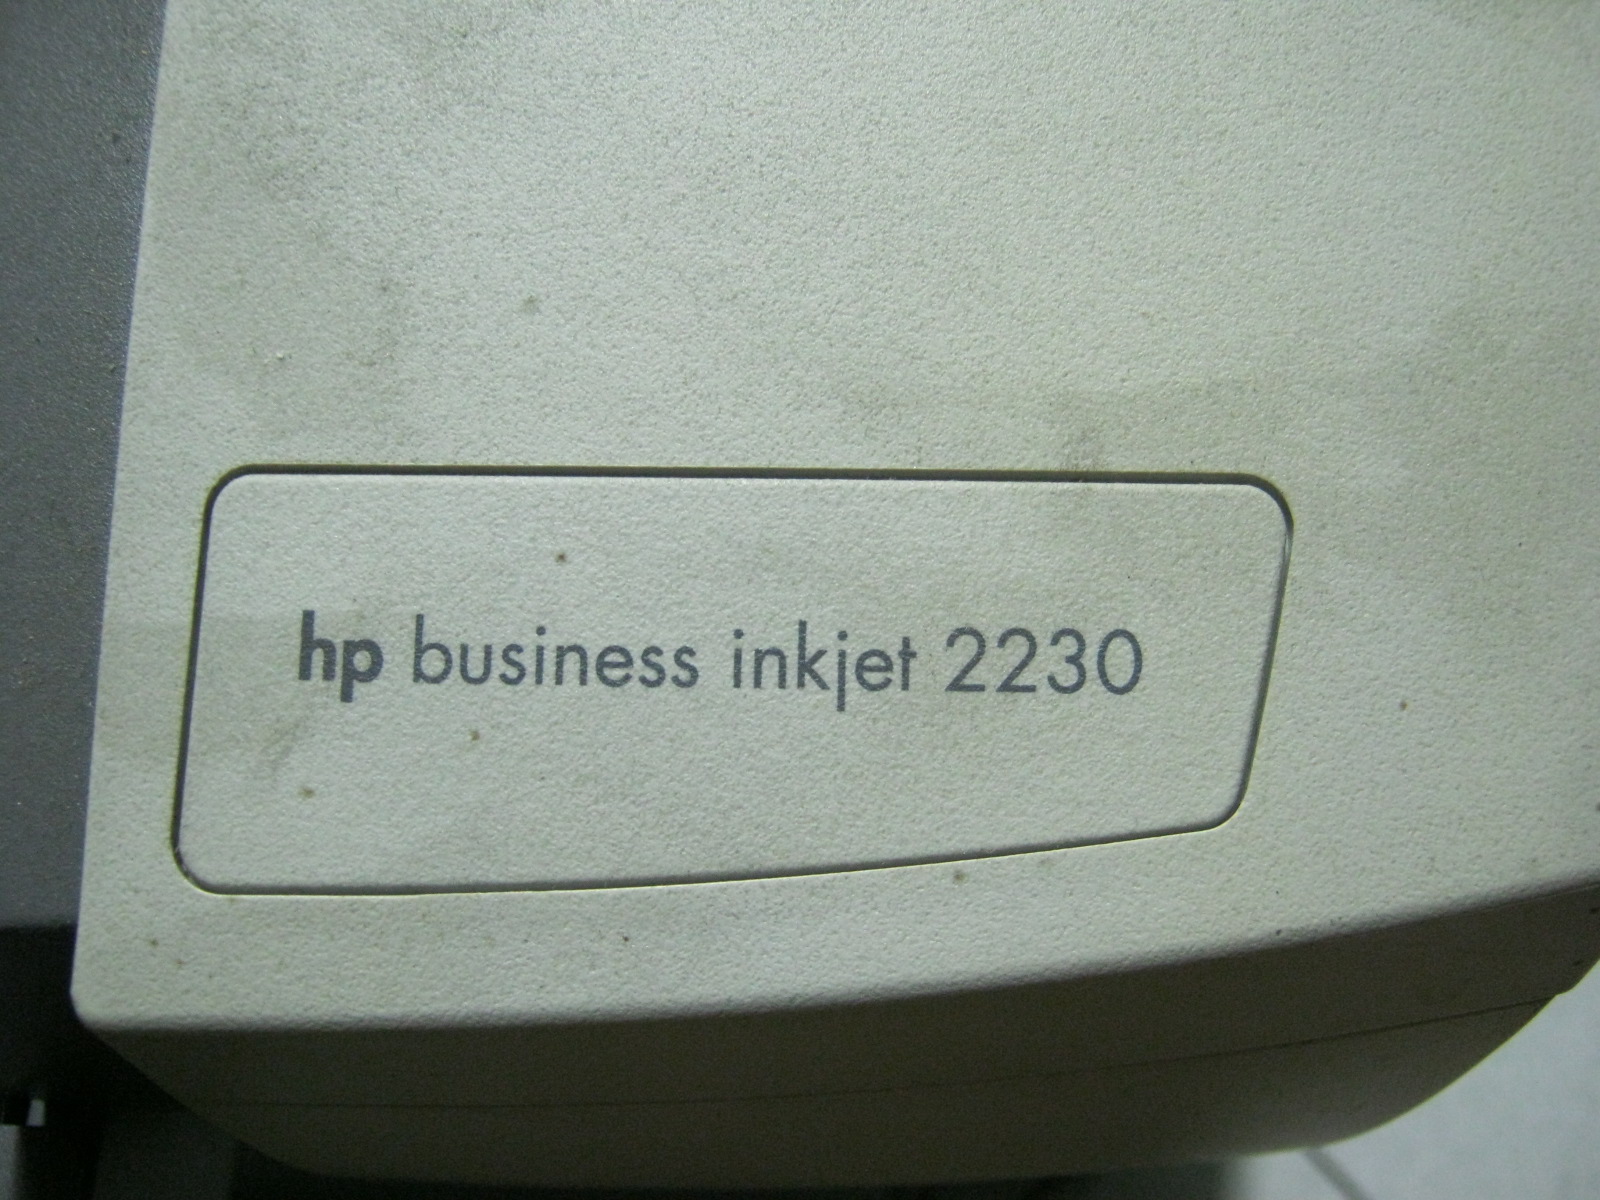 hp business inkjet 2230